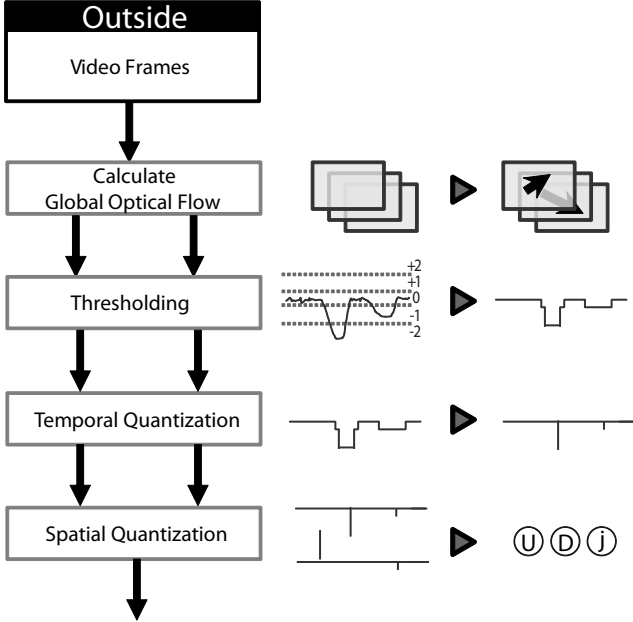 Outside
Video Frames
Calculate
Global Optical Flow
Thresholding
+2
+1
0
-1
-2
Temporal Quantization
Spatial Quantization
U D j